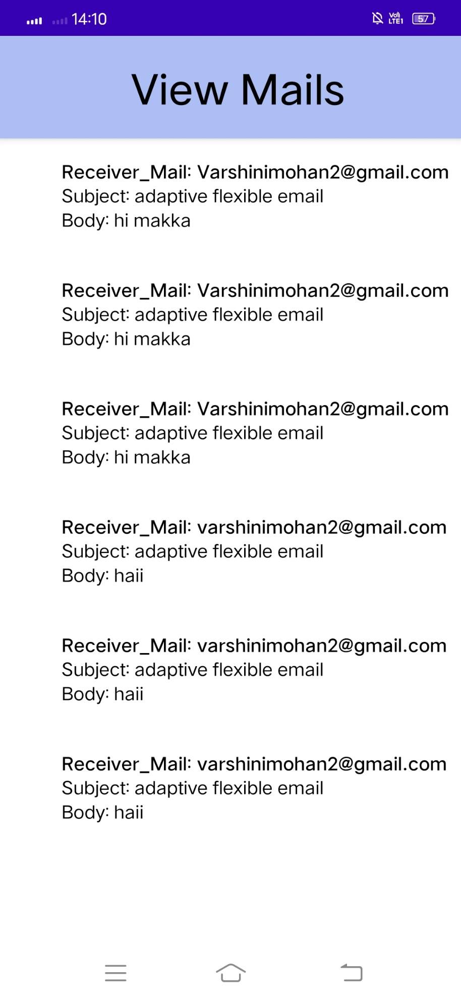 14:10 Vo)) LTE1 57
View Mails
Receiver_Mail: Varshinimohan2@gmail.com
Subject: adaptive flexible email
Body: hi makka
Receiver_Mail: Varshinimohan2@gmail.com
Subject: adaptive flexible email
Body: hi makka
Receiver_Mail: Varshinimohan2@gmail.com
Subject: adaptive flexible email
Body: hi makka
Receiver_Mail: varshinimohan2@gmail.com
Subject: adaptive flexible email
Body: haii
Receiver_Mail: varshinimohan2@gmail.com
Subject: adaptive flexible email
Body: haii
Receiver_Mail: varshinimohan2@gmail.com
Subject: adaptive flexible email
Body: haii